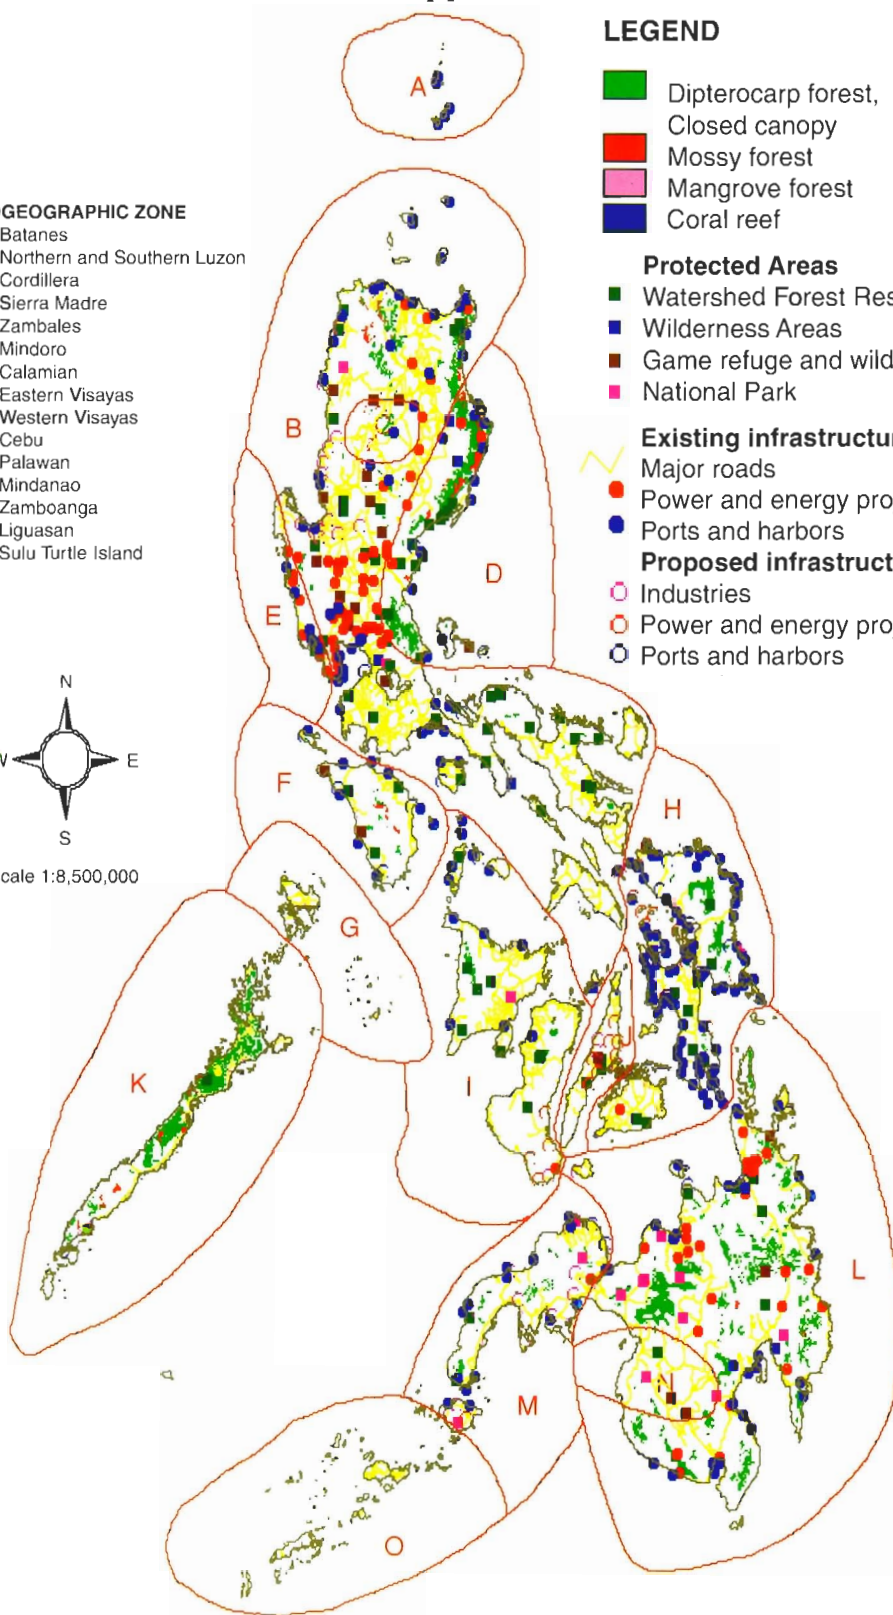 LEGEND
Dipterocarp forest,
Closed canopy
Mossy forest
Mangrove forest
Coral reef
Protected Areas
Watershed Forest Res
Wilderness Areas
Game refuge and wild
National Park
Existing infrastructu
Major roads
Power and energy pro
Ports and harbors
Proposed infrastruct
Industries
Power and energy pro
Ports and harbors
GEOGRAPHIC ZONE
Batanes
Northern and Southern Luzon
Cordillera
Sierra Madre
Zambales
Mindoro
Calamian
Eastern Visayas
Western Visayas
Cebu
Palawan
Mindanao
Zamboanga
Liguasan
Sulu Turtle Island
N
W
E
S
cale 1:8,500,000
A
B
C
D
E
F
G
H
I
J
K
L
M
N
O